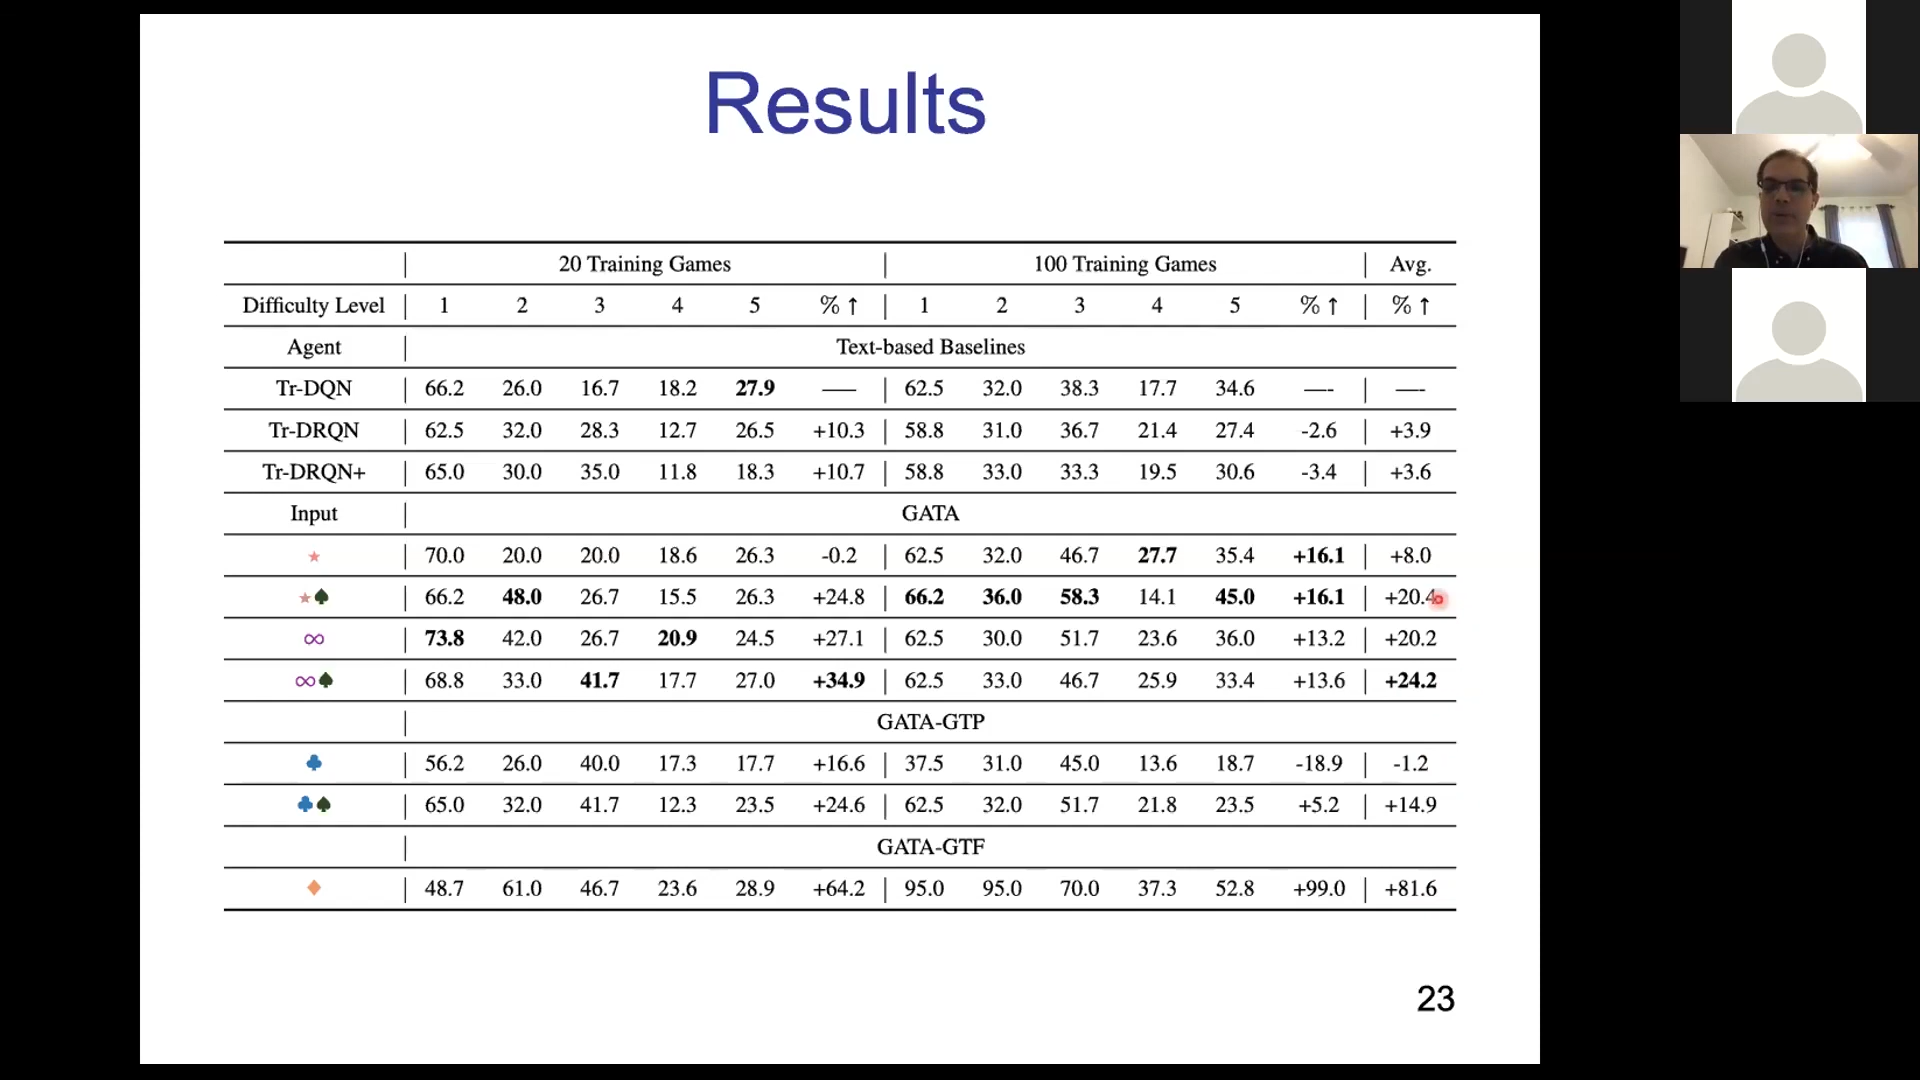 Results
20 Training Games | 100 Training Games | Avg.
Difficulty Level | 1 2 3 4 5 % ↑ | 1 2 3 4 5 % ↑ | % ↑
Agent | Text-based Baselines
Tr-DQN | 66.2 26.0 16.7 18.2 27.9 —– | 62.5 32.0 38.3 17.7 34.6 —- | —-
Tr-DRQN | 62.5 32.0 28.3 12.7 26.5 +10.3 | 58.8 31.0 36.7 21.4 27.4 -2.6 | +3.9
Tr-DRQN+ | 65.0 30.0 35.0 11.8 18.3 +10.7 | 58.8 33.0 33.3 19.5 30.6 -3.4 | +3.6
Input | GATA
★ | 70.0 20.0 20.0 18.6 26.3 -0.2 | 62.5 32.0 46.7 27.7 35.4 +16.1 | +8.0
★♠ | 66.2 48.0 26.7 15.5 26.3 +24.8 | 66.2 36.0 58.3 14.1 45.0 +16.1 | +20.4
∞ | 73.8 42.0 26.7 20.9 24.5 +27.1 | 62.5 30.0 51.7 23.6 36.0 +13.2 | +20.2
∞♠ | 68.8 33.0 41.7 17.7 27.0 +34.9 | 62.5 33.0 46.7 25.9 33.4 +13.6 | +24.2
| GATA-GTP
♣ | 56.2 26.0 40.0 17.3 17.7 +16.6 | 37.5 31.0 45.0 13.6 18.7 -18.9 | -1.2
♣♠ | 65.0 32.0 41.7 12.3 23.5 +24.6 | 62.5 32.0 51.7 21.8 23.5 +5.2 | +14.9
| GATA-GTF
♦ | 48.7 61.0 46.7 23.6 28.9 +64.2 | 95.0 95.0 70.0 37.3 52.8 +99.0 | +81.6
23